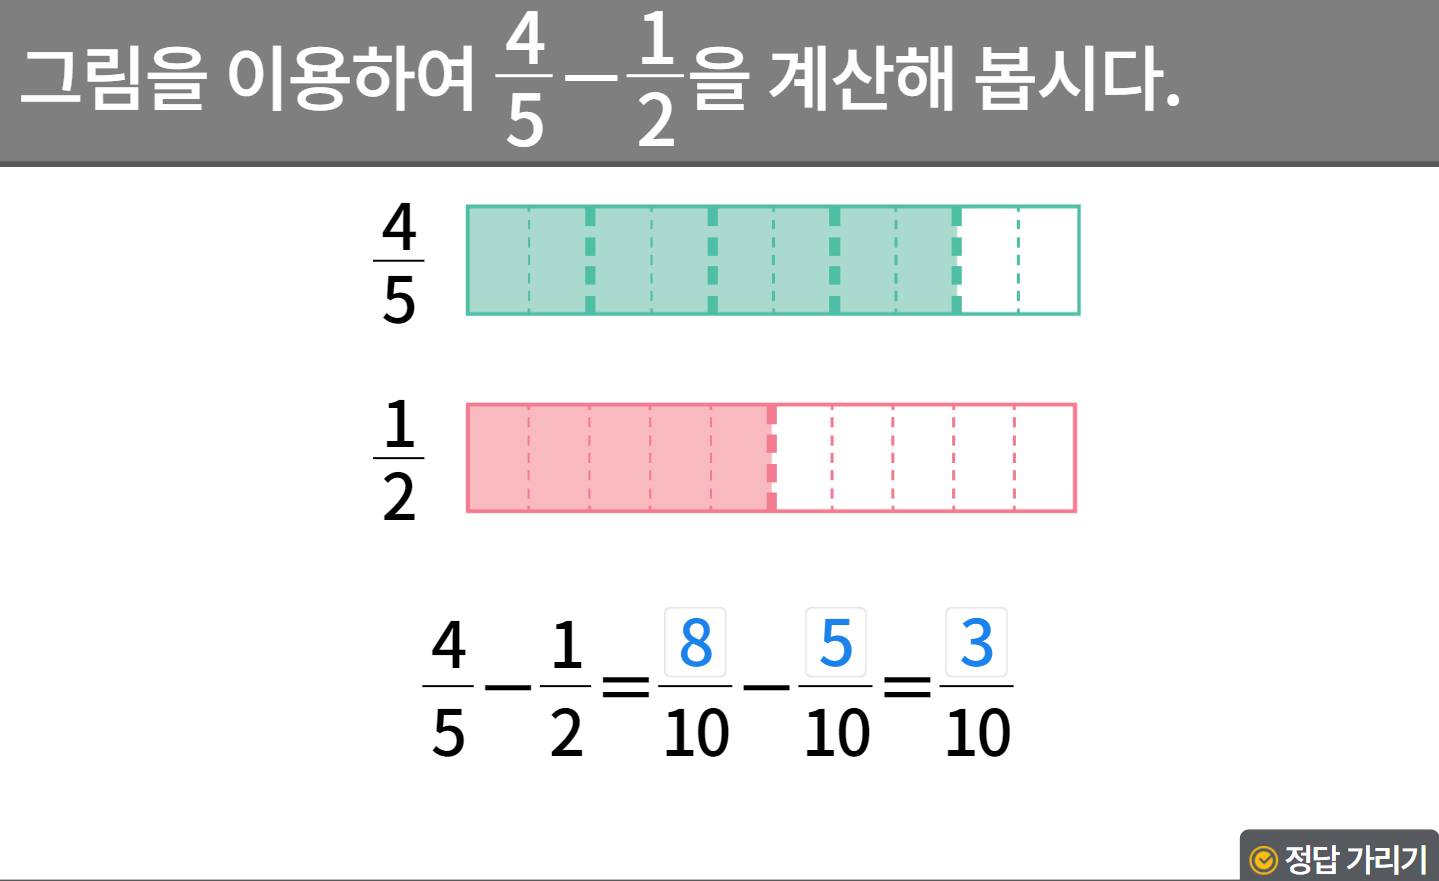 그림을 이용하여 4/5 − 1/2을 계산해 봅시다.
4/5
1/2
4/5 − 1/2 = 8/10 − 5/10 = 3/10
정답 가리기